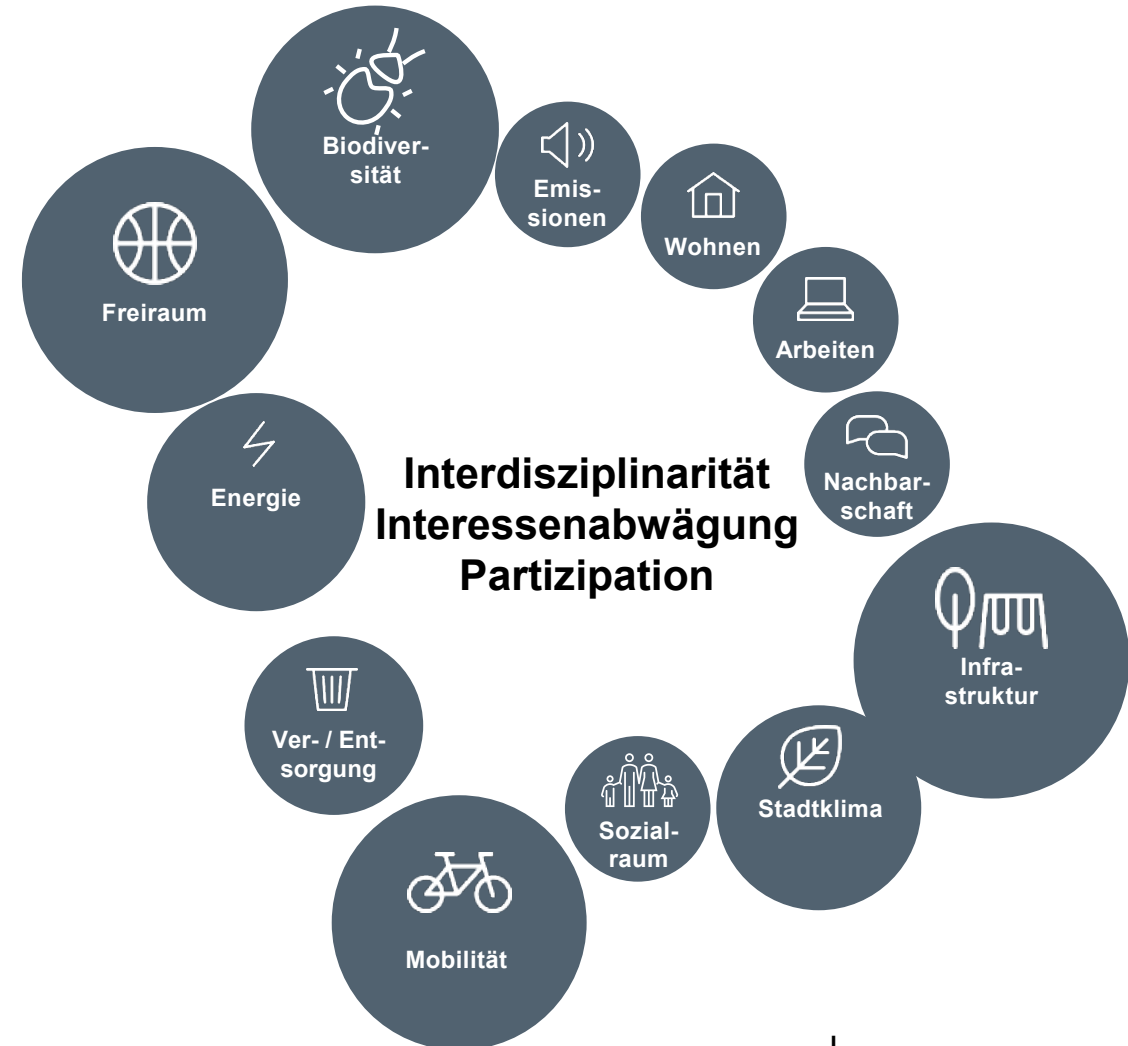 Biodiver-
sität
Emis-
sionen
Wohnen
Freiraum
Arbeiten
Energie
Interdisziplinarität
Interessenabwägung
Partizipation
Nachbar-
schaft
Infra-
struktur
Ver- / Ent-
sorgung
Stadtklima
Sozial-
raum
Mobilität